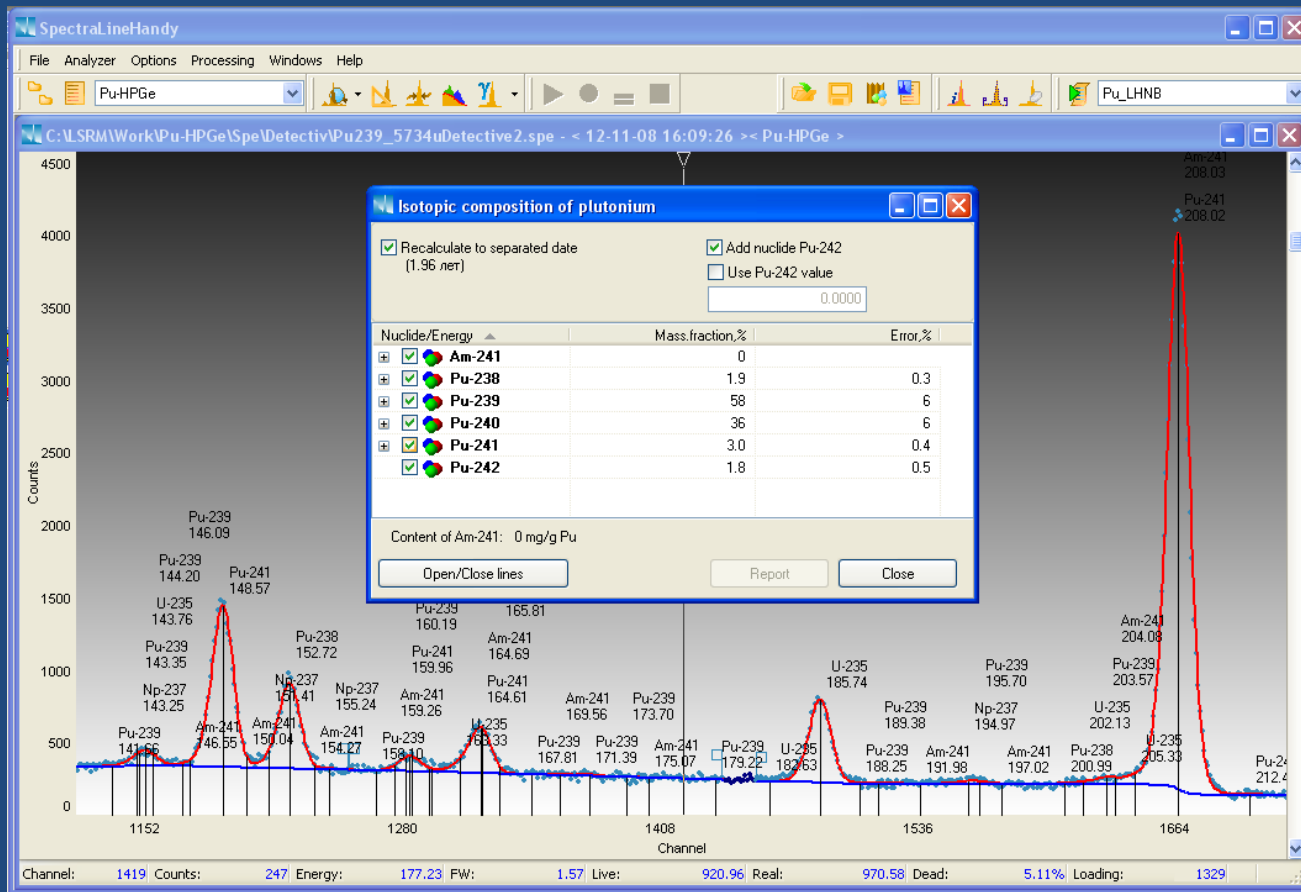 SpectraLineHandy
File Analyzer Options Processing Windows Help
Pu-HPGe
Pu_LHNB
C:\LSRM\Work\Pu-HPGe\Spe\Detectiv\Pu239_5734uDetective2.spe - < 12-11-08 16:09:26 >< Pu-HPGe >
Isotopic composition of plutonium
Recalculate to separated date
(1.96 лет)
Add nuclide Pu-242
Use Pu-242 value
0.0000
Nuclide/Energy Mass.fraction,% Error,%
Am-241 0
Pu-238 1.9 0.3
Pu-239 58 6
Pu-240 36 6
Pu-241 3.0 0.4
Pu-242 1.8 0.5
Content of Am-241: 0 mg/g Pu
Open/Close lines Report Close
Counts
4500
4000
3500
3000
2500
2000
1500
1000
500
0
Am-241
208.03
Pu-241
208.02
Pu-239
146.09
Pu-239
144.20
Pu-241
148.57
U-235
143.76
Pu-239
143.35
Np-237
143.25
Pu-239
141.66
Am-241
146.55
Am-241
150.04
Pu-238
152.72
Np-237
151.41
Np-237
155.24
Am-241
154.27
Pu-239
158.10
Pu-239
160.19
Pu-241
159.96
Am-241
159.26
165.81
Am-241
164.69
Pu-241
164.61
U-235
163.33
Am-241
169.56
Pu-239
173.70
Pu-239
167.81
Pu-239
171.39
Am-241
175.07
Pu-239
179.22
U-235
182.63
U-235
185.74
Pu-239
189.38
Pu-239
188.25
Pu-239
195.70
Np-237
194.97
Am-241
191.98
Am-241
197.02
Am-241
204.08
Pu-239
203.57
U-235
202.13
Pu-238
200.99
U-235
205.33
212.4
1152 1280 1408 1536 1664
Channel
Channel: 1419 Counts: 247 Energy: 177.23 FW: 1.57 Live: 920.96 Real: 970.58 Dead: 5.11% Loading: 1329